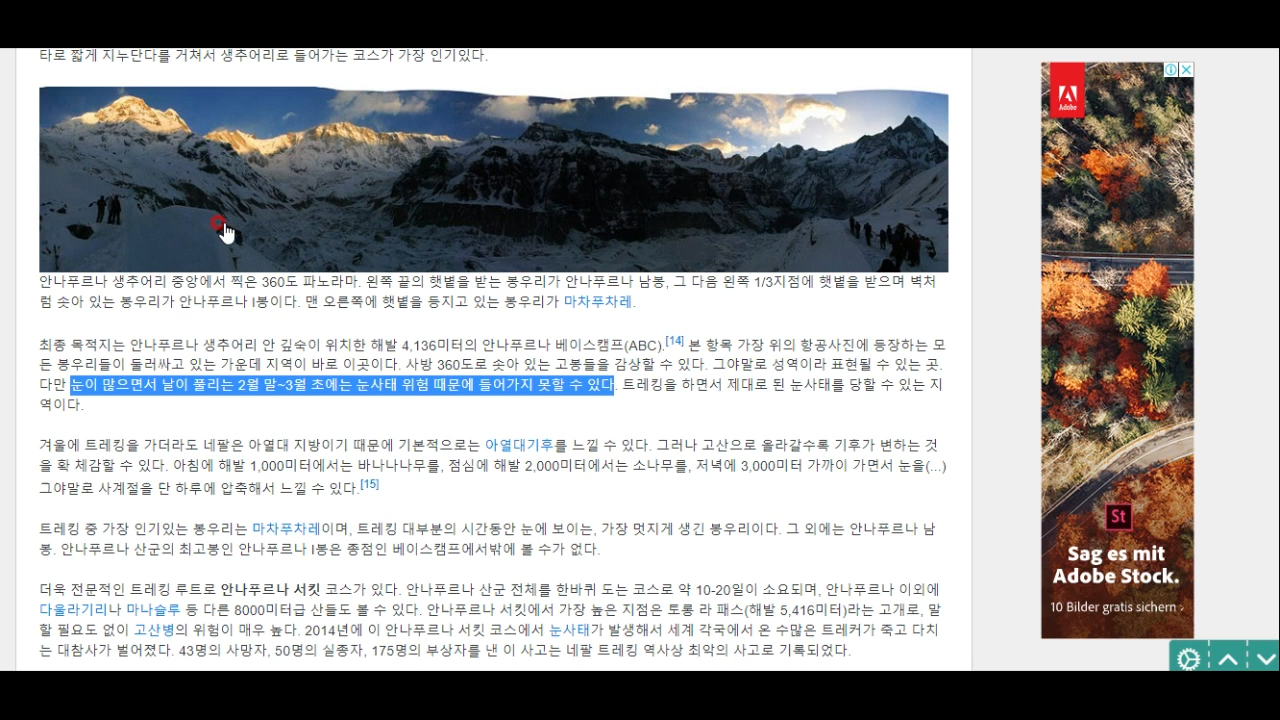 타로 짧게 지누단다를 거쳐서 생추어리로 들어가는 코스가 가장 인기있다.
안나푸르나 생추어리 중앙에서 찍은 360도 파노라마. 왼쪽 끝의 햇볕을 받는 봉우리가 안나푸르나 남봉, 그 다음 왼쪽 1/3지점에 햇볕을 받으며 벽처
럼 솟아 있는 봉우리가 안나푸르나 I봉이다. 맨 오른쪽에 햇볕을 등지고 있는 봉우리가 마차푸차레.
최종 목적지는 안나푸르나 생추어리 안 깊숙이 위치한 해발 4,136미터의 안나푸르나 베이스캠프(ABC).[14] 본 항목 가장 위의 항공사진에 등장하는 모
든 봉우리들이 둘러싸고 있는 가운데 지역이 바로 이곳이다. 사방 360도로 솟아 있는 고봉들을 감상할 수 있다. 그야말로 성역이라 표현될 수 있는 곳.
다만 눈이 많으면서 날이 풀리는 2월 말~3월 초에는 눈사태 위험 때문에 들어가지 못할 수 있다. 트레킹을 하면서 제대로 된 눈사태를 당할 수 있는 지
역이다.
겨울에 트레킹을 가더라도 네팔은 아열대 지방이기 때문에 기본적으로는 아열대기후를 느낄 수 있다. 그러나 고산으로 올라갈수록 기후가 변하는 것
을 확 체감할 수 있다. 아침에 해발 1,000미터에서는 바나나나무를, 점심에 해발 2,000미터에서는 소나무를, 저녁에 3,000미터 가까이 가면서 눈을(...)
그야말로 사계절을 단 하루에 압축해서 느낄 수 있다.[15]
트레킹 중 가장 인기있는 봉우리는 마차푸차레이며, 트레킹 대부분의 시간동안 눈에 보이는, 가장 멋지게 생긴 봉우리이다. 그 외에는 안나푸르나 남
봉. 안나푸르나 산군의 최고봉인 안나푸르나 I봉은 종점인 베이스캠프에서밖에 볼 수가 없다.
더욱 전문적인 트레킹 루트로 안나푸르나 서킷 코스가 있다. 안나푸르나 산군 전체를 한바퀴 도는 코스로 약 10-20일이 소요되며, 안나푸르나 이외에
다울라기리나 마나슬루 등 다른 8000미터급 산들도 볼 수 있다. 안나푸르나 서킷에서 가장 높은 지점은 토롱 라 패스(해발 5,416미터)라는 고개로, 말
할 필요도 없이 고산병의 위험이 매우 높다. 2014년에 이 안나푸르나 서킷 코스에서 눈사태가 발생해서 세계 각국에서 온 수많은 트레커가 죽고 다치
는 대참사가 벌어졌다. 43명의 사망자, 50명의 실종자, 175명의 부상자를 낸 이 사고는 네팔 트레킹 역사상 최악의 사고로 기록되었다.
Adobe
St
Sag es mit
Adobe Stock.
10 Bilder gratis sichern ›